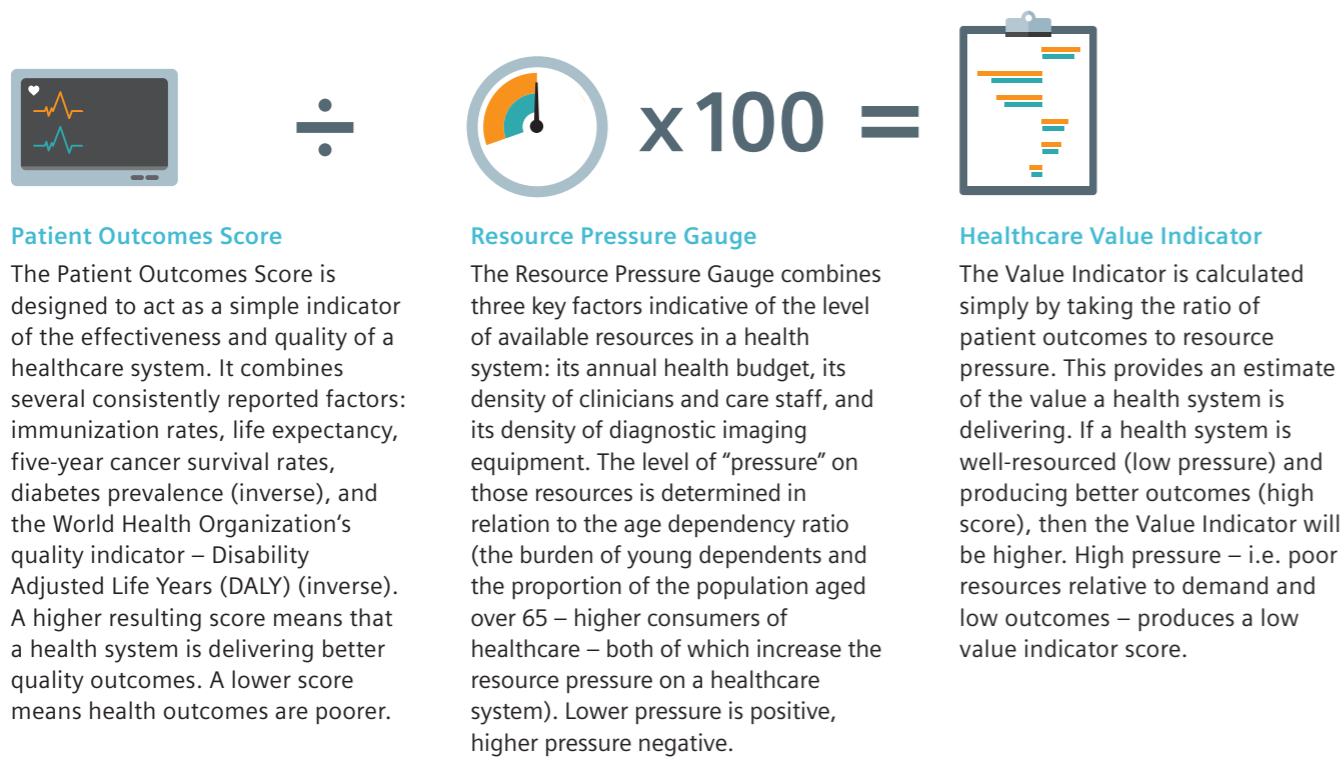 ÷
x100 =
Patient Outcomes Score
The Patient Outcomes Score is
designed to act as a simple indicator
of the effectiveness and quality of a
healthcare system. It combines
several consistently reported factors:
immunization rates, life expectancy,
five-year cancer survival rates,
diabetes prevalence (inverse), and
the World Health Organization’s
quality indicator – Disability
Adjusted Life Years (DALY) (inverse).
A higher resulting score means that
a health system is delivering better
quality outcomes. A lower score
means health outcomes are poorer.
Resource Pressure Gauge
The Resource Pressure Gauge combines
three key factors indicative of the level
of available resources in a health
system: its annual health budget, its
density of clinicians and care staff, and
its density of diagnostic imaging
equipment. The level of “pressure” on
those resources is determined in
relation to the age dependency ratio
(the burden of young dependents and
the proportion of the population aged
over 65 – higher consumers of
healthcare – both of which increase the
resource pressure on a healthcare
system). Lower pressure is positive,
higher pressure negative.
Healthcare Value Indicator
The Value Indicator is calculated
simply by taking the ratio of
patient outcomes to resource
pressure. This provides an estimate
of the value a health system is
delivering. If a health system is
well-resourced (low pressure) and
producing better outcomes (high
score), then the Value Indicator will
be higher. High pressure – i.e. poor
resources relative to demand and
low outcomes – produces a low
value indicator score.